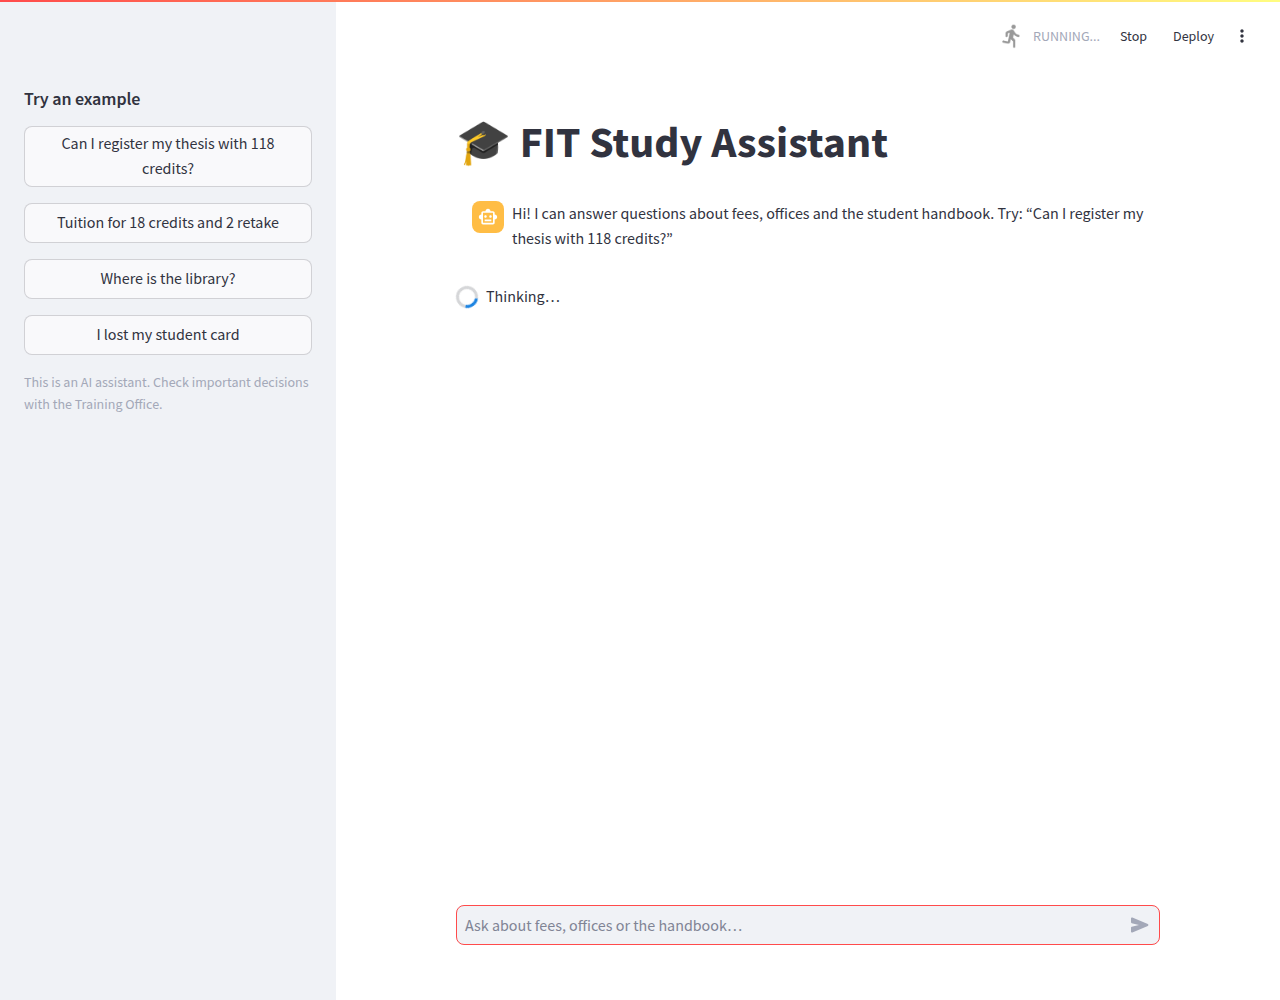 RUNNING...
Stop
Deploy
Try an example
Can I register my thesis with 118
credits?
Tuition for 18 credits and 2 retake
Where is the library?
I lost my student card
This is an AI assistant. Check important decisions
with the Training Office.
FIT Study Assistant
Hi! I can answer questions about fees, offices and the student handbook. Try: “Can I register my
thesis with 118 credits?”
Thinking…
Ask about fees, offices or the handbook…